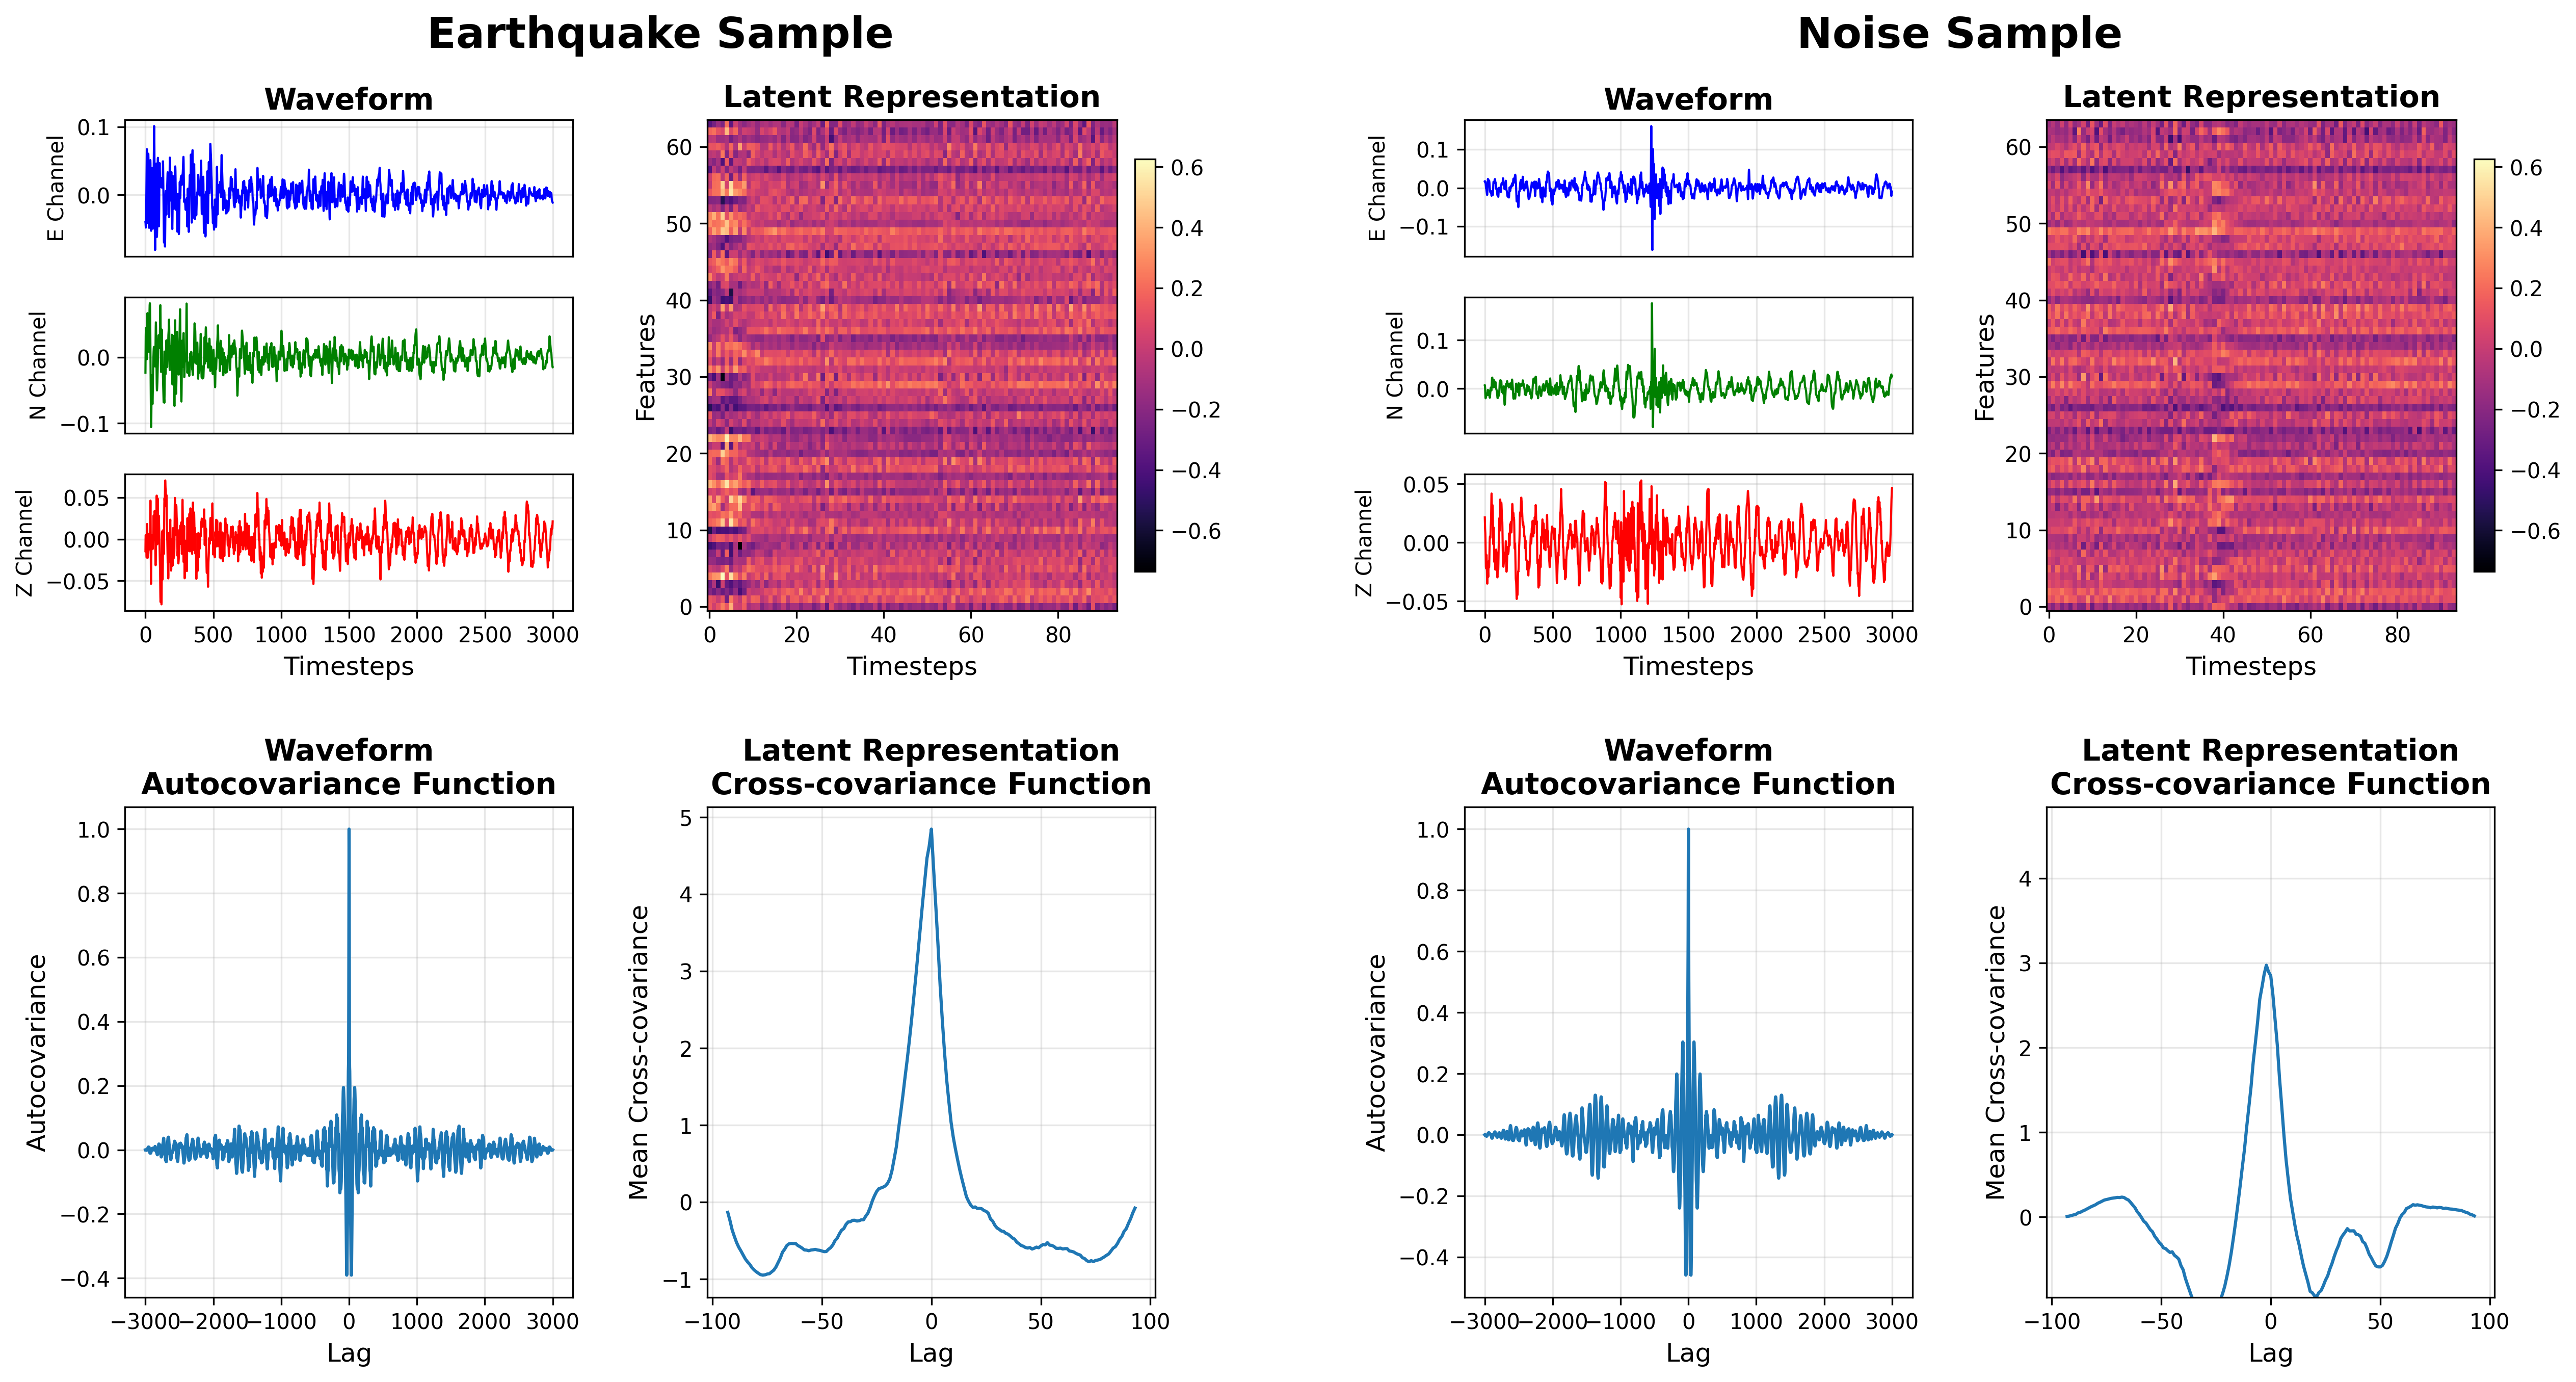 Earthquake Sample
Noise Sample
Waveform
Latent Representation
E Channel
0.1
0.0
N Channel
0.0
−0.1
Z Channel
0.05
0.00
−0.05
0 500 1000 1500 2000 2500 3000
Timesteps
Features
60
50
40
30
20
10
0
0 20 40 60 80
Timesteps
0.6
0.4
0.2
0.0
−0.2
−0.4
−0.6
Waveform
Latent Representation
E Channel
0.1
0.0
−0.1
N Channel
0.1
0.0
Z Channel
0.05
0.00
−0.05
0 500 1000 1500 2000 2500 3000
Timesteps
Features
60
50
40
30
20
10
0
0 20 40 60 80
Timesteps
0.6
0.4
0.2
0.0
−0.2
−0.4
−0.6
Waveform
Autocovariance Function
Autocovariance
1.0
0.8
0.6
0.4
0.2
0.0
−0.2
−0.4
−3000 −2000 −1000 0 1000 2000 3000
Lag
Latent Representation
Cross-covariance Function
Mean Cross-covariance
5
4
3
2
1
0
−1
−100 −50 0 50 100
Lag
Waveform
Autocovariance Function
Autocovariance
1.0
0.8
0.6
0.4
0.2
0.0
−0.2
−0.4
−3000 −2000 −1000 0 1000 2000 3000
Lag
Latent Representation
Cross-covariance Function
Mean Cross-covariance
4
3
2
1
0
−100 −50 0 50 100
Lag